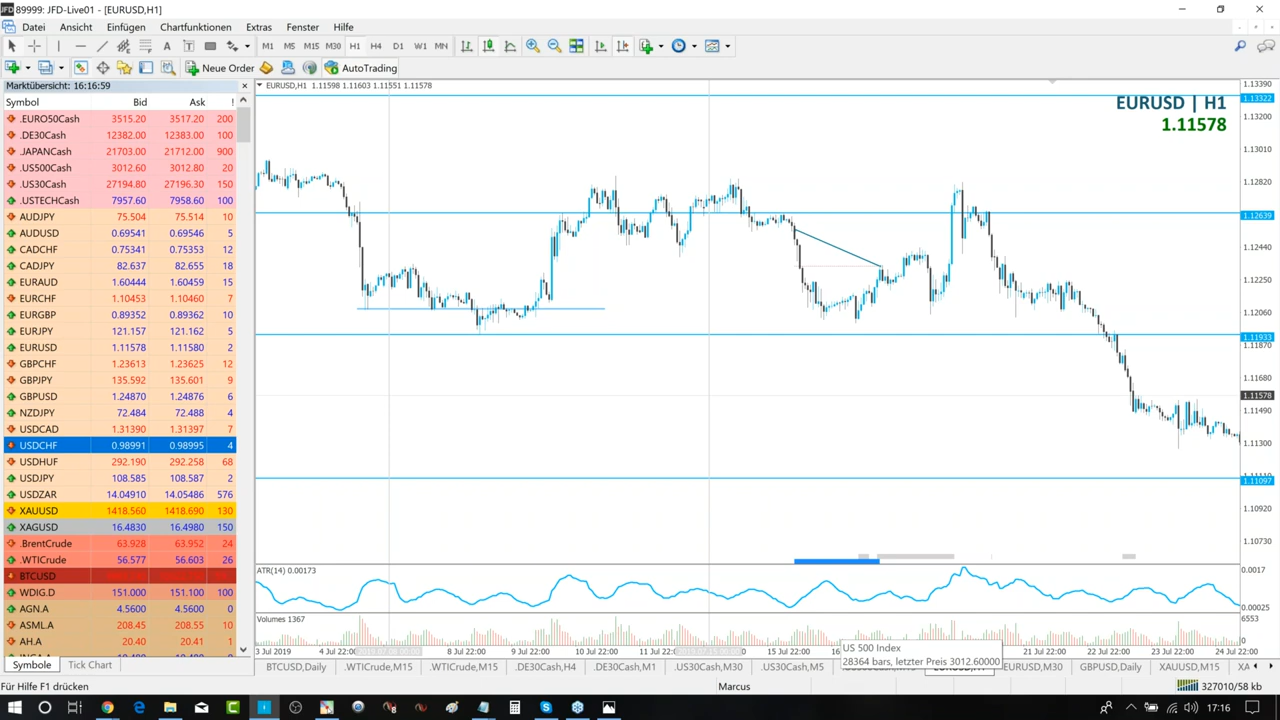 89999: JFD-Live01 - [EURUSD,H1]
Datei Ansicht Einfügen Chartfunktionen Extras Fenster Hilfe
A T M1 M5 M15 M30 H1 H4 D1 W1 MN
New Order AutoTrading
Marktübersicht: 16:16:59
Symbol Bid Ask !
.EURO50Cash 3515.20 3517.20 200
.DE30Cash 12382.00 12383.00 100
.JAPANCash 21703.00 21712.00 900
.US500Cash 3012.60 3012.80 20
.US30Cash 27194.80 27196.30 150
.USTECHCash 7957.60 7958.60 100
AUDJPY 75.504 75.514 10
AUDUSD 0.69541 0.69546 5
CADCHF 0.75341 0.75353 12
CADJPY 82.637 82.655 18
EURAUD 1.60444 1.60459 15
EURCHF 1.10453 1.10460 7
EURGBP 0.89352 0.89362 10
EURJPY 121.157 121.162 5
EURUSD 1.11578 1.11580 2
GBPCHF 1.23613 1.23625 12
GBPJPY 135.592 135.601 9
GBPUSD 1.24870 1.24876 6
NZDJPY 72.484 72.488 4
USDCAD 1.31390 1.31397 7
USDCHF 0.98991 0.98995 4
USDHUF 292.190 292.258 68
USDJPY 108.585 108.587 2
USDZAR 14.04910 14.05486 576
XAUUSD 1418.560 1418.690 130
XAGUSD 16.4830 16.4980 150
.BrentCrude 63.928 63.952 24
.WTICrude 56.577 56.603 26
BTCUSD
WDIG.D 151.000 151.000 100
AGN.A 4.5600 4.5600 0
ASML.A 208.45 208.55 10
AH.A 20.40 20.41 1
Symbole Tick Chart
EURUSD,H1 1.11598 1.11603 1.11551 1.11578
EURUSD | H1
1.11578
1.13390
1.13322
1.13200
1.13010
1.12820
1.12639
1.12440
1.12250
1.12060
1.11933
1.11870
1.11680
1.11578
1.11490
1.11300
1.11097
1.10920
1.10730
ATR(14) 0.00173
0.0017
0.00025
Volumes 1367
6553
0
3 Jul 2019 4 Jul 22:00 5 Jul 22:00 8 Jul 22:00 9 Jul 22:00 10 Jul 22:00 11 Jul 22:00 15 Jul 22:00 21 Jul 22:00 22 Jul 22:00 23 Jul 22:00 24 Jul 22:00
US 500 Index
28364 bars, letzter Preis 3012.60000
BTCUSD,Daily .WTICrude,M15 .WTICrude,M15 .DE30Cash,H4 .DE30Cash,M1 .US30Cash,M30 .US30Cash,M5 EURUSD,M30 GBPUSD,Daily XAUUSD,M15
Für Hilfe F1 drücken Marcus 327010/58 kb
17:16